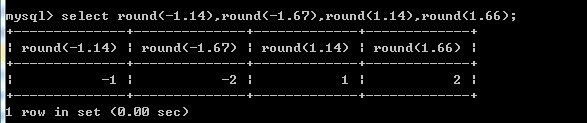 mysql> select round(-1.14),round(-1.67),round(1.14),round(1.66);
+--------------+--------------+-------------+-------------+
| round(-1.14) | round(-1.67) | round(1.14) | round(1.66) |
+--------------+--------------+-------------+-------------+
|           -1 |           -2 |           1 |           2 |
+--------------+--------------+-------------+-------------+
1 row in set (0.00 sec)